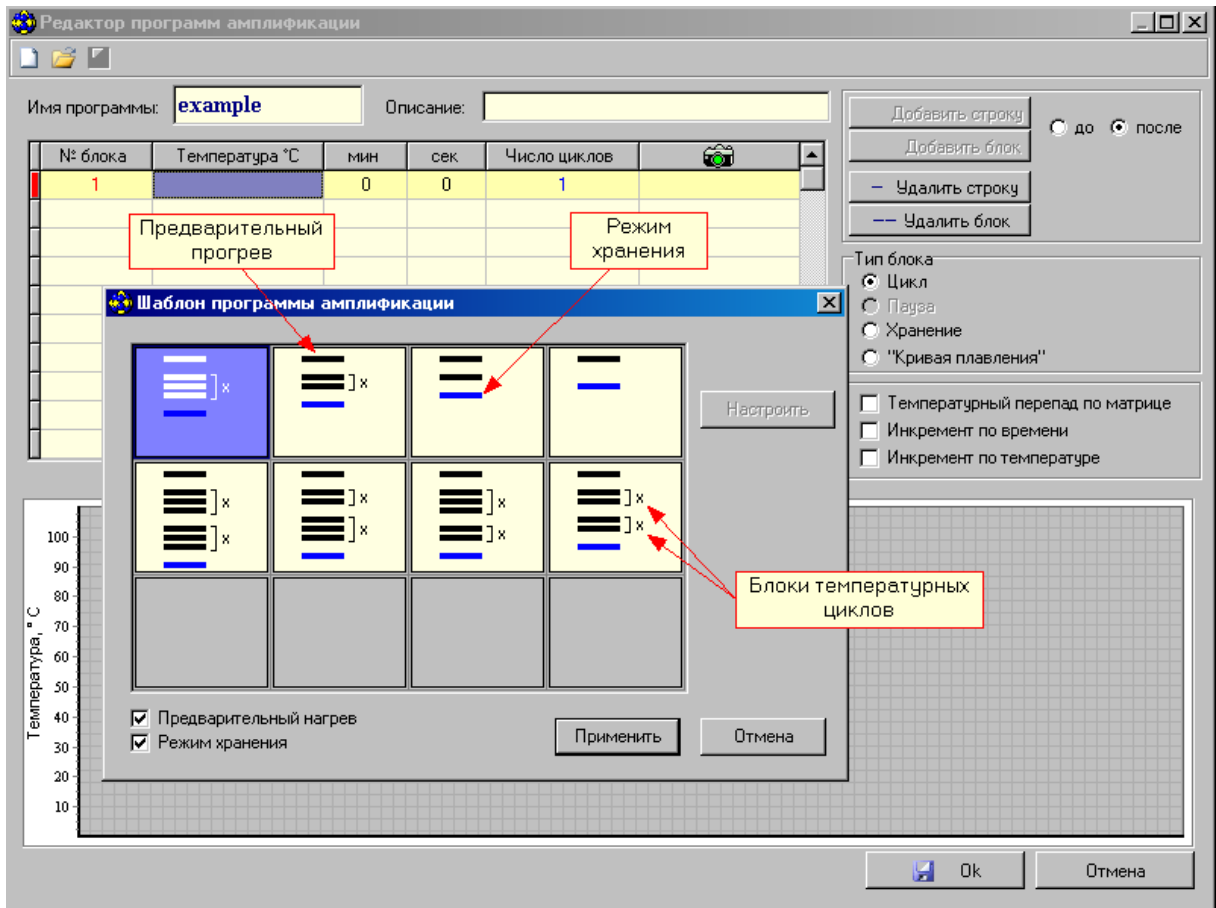 Редактор программ амплификации
Имя программы: example Описание:
Добавить строку
до после
Добавить блок
— Удалить строку
—— Удалить блок
№ блока Температура °C мин сек Число циклов
1 0 0 1
Предварительный
прогрев
Режим
хранения
Тип блока
Цикл
Пауза
Хранение
"Кривая плавления"
Температурный перепад по матрице
Инкремент по времени
Инкремент по температуре
Шаблон программы амплификации
x
x
Настроить
x
x
x
x
x
x
x
x
Блоки температурных
циклов
Предварительный нагрев
Режим хранения
Применить Отмена
Температура, °C
100
90
80
70
60
50
40
30
20
10
Ok Отмена